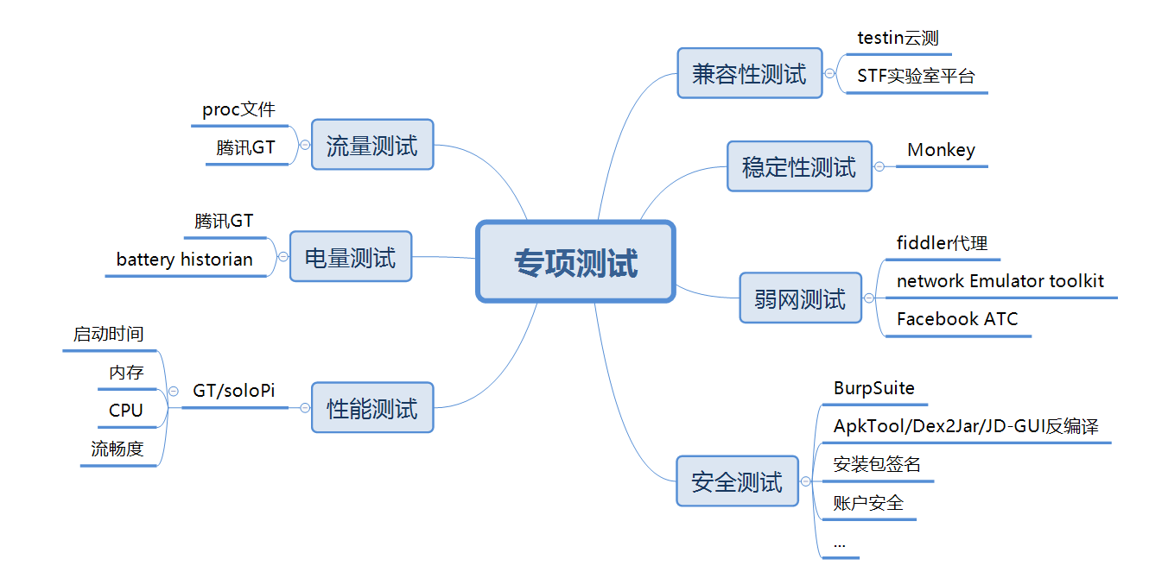 专项测试
兼容性测试
testin云测
STF实验室平台
稳定性测试
Monkey
弱网测试
fiddler代理
network Emulator toolkit
Facebook ATC
安全测试
BurpSuite
ApkTool/Dex2Jar/JD-GUI反编译
安装包签名
账户安全
...
流量测试
proc文件
腾讯GT
电量测试
腾讯GT
battery historian
性能测试
GT/soloPi
启动时间
内存
CPU
流畅度